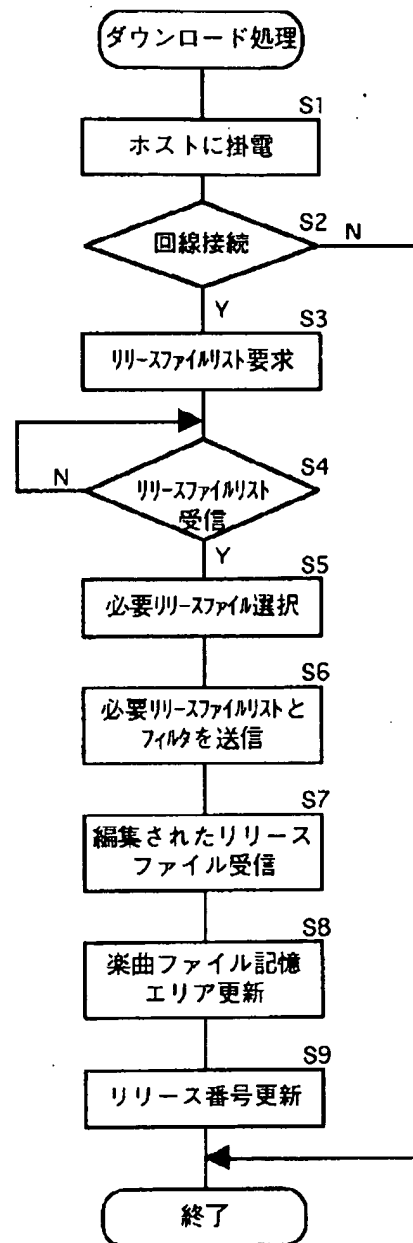 ダウンロード処理
S1
ホストに掛電
S2
回線接続
N
Y
S3
リリースファイルリスト要求
S4
リリースファイルリスト
受信
N
Y
S5
必要リリースファイル選択
S6
必要リリースファイルリストと
フィルタを送信
S7
編集されたリリース
ファイル受信
S8
楽曲ファイル記憶
エリア更新
S9
リリース番号更新
終了